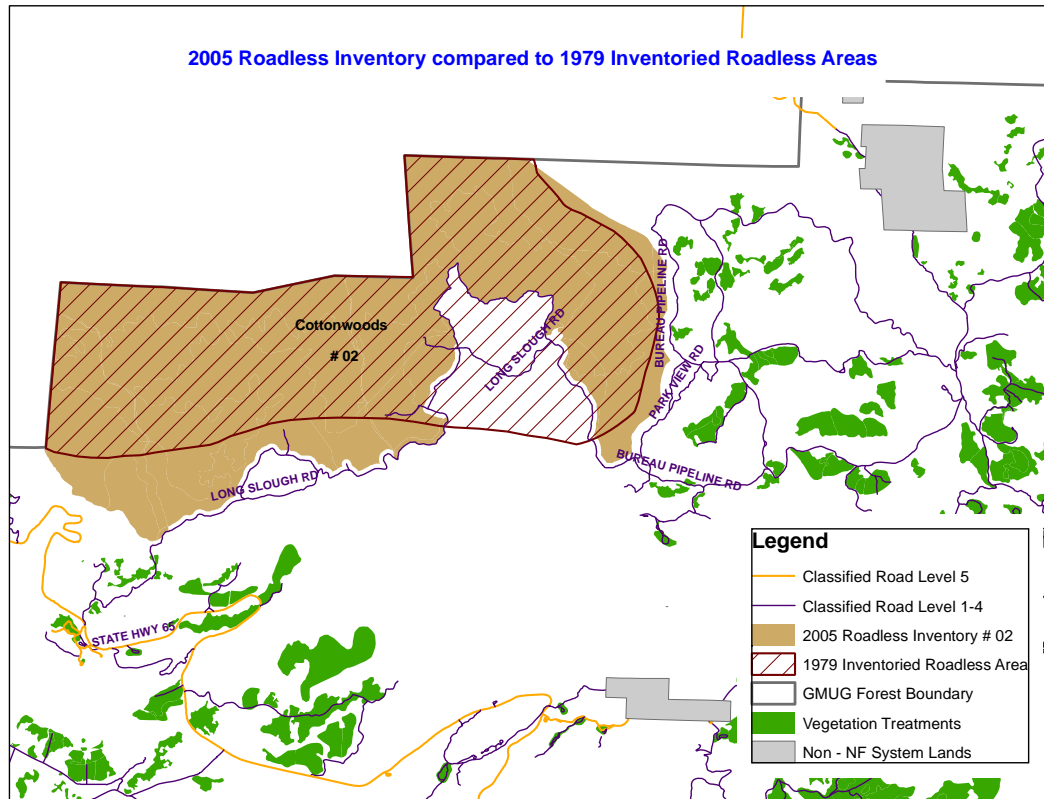 2005 Roadless Inventory compared to 1979 Inventoried Roadless Areas
BUREAU PIPELINE RD
Cottonwoods
# 02
LONG SLOUGH RD
PARK VIEW RD
BUREAU PIPELINE RD
LONG SLOUGH RD
STATE HWY 65
Legend
Classified Road Level 5
Classified Road Level 1-4
2005 Roadless Inventory # 02
1979 Inventoried Roadless Area
GMUG Forest Boundary
Vegetation Treatments
Non - NF System Lands